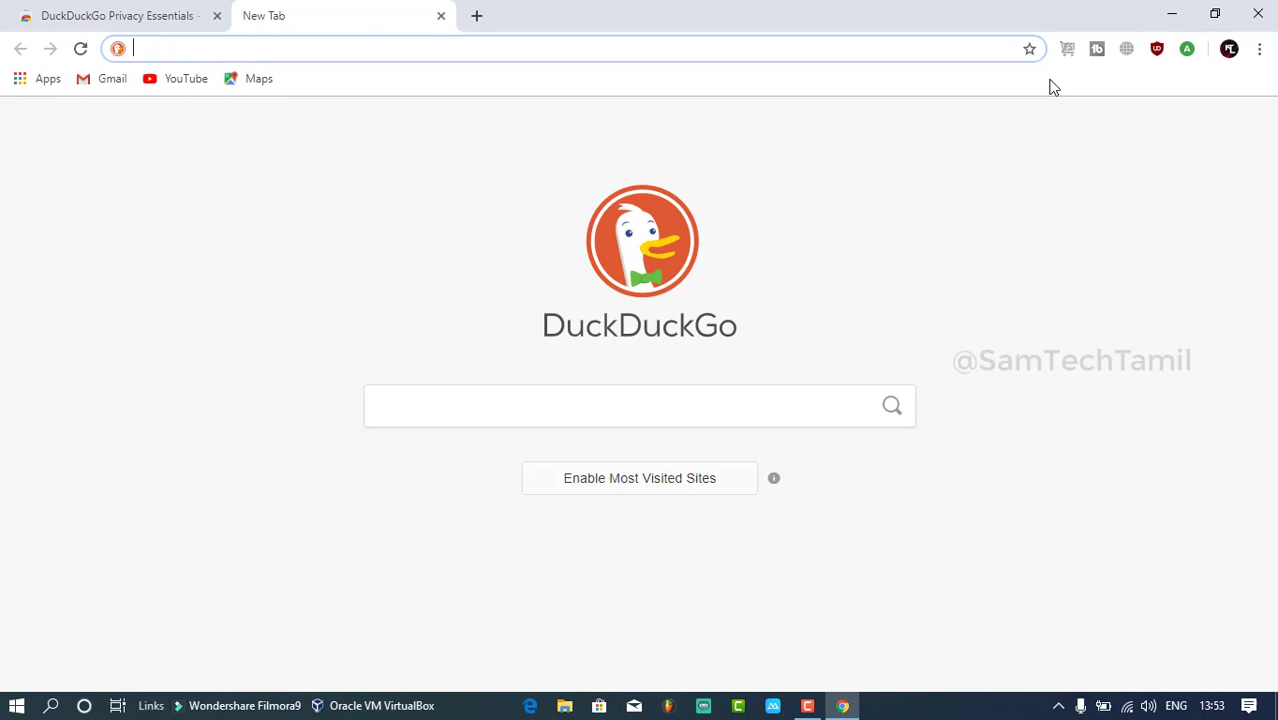 DuckDuckGo Privacy Essentials -
New Tab
Apps
Gmail
YouTube
Maps
DuckDuckGo
@SamTechTamil
Enable Most Visited Sites
Links
Wondershare Filmora9
Oracle VM VirtualBox
ENG
13:53